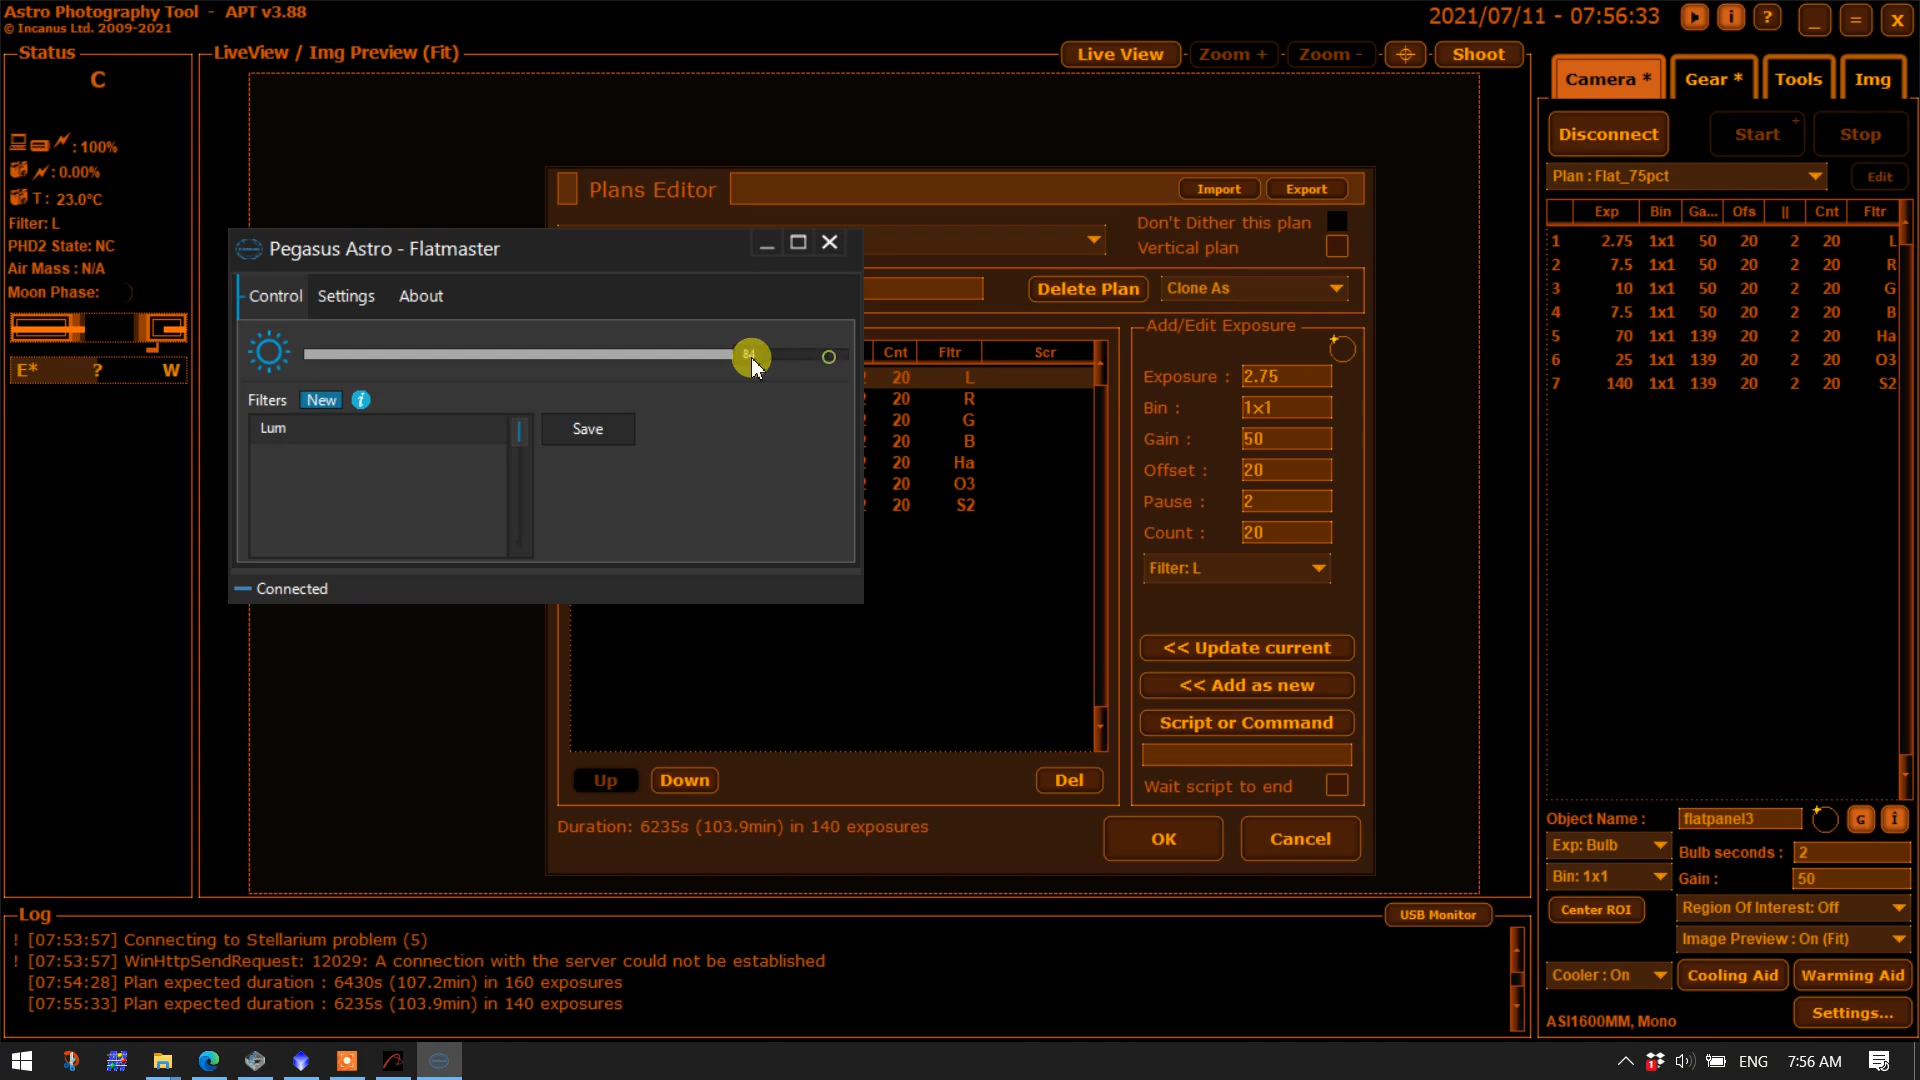 Astro Photography Tool - APT v3.88
© Incanus Ltd. 2009-2021
2021/07/11 - 07:56:33
i
?
_
=
X
Status
C
: 100%
: 0.00%
T: 23.0°C
Filter: L
PHD2 State: NC
Air Mass : N/A
Moon Phase:
E* ? W
LiveView / Img Preview (Fit)
Live View
Zoom +
Zoom -
Shoot
Plans Editor
Import
Export
Don't Dither this plan
Vertical plan
Delete Plan
Clone As
Cnt Fltr Scr
20 L
20 R
20 G
20 B
20 Ha
20 O3
20 S2
Up
Down
Del
Duration: 6235s (103.9min) in 140 exposures
Add/Edit Exposure
Exposure : 2.75
Bin : 1x1
Gain : 50
Offset : 20
Pause : 2
Count : 20
Filter: L
<< Update current
<< Add as new
Script or Command
Wait script to end
OK
Cancel
Pegasus Astro - Flatmaster
Control
Settings
About
84
Filters
New
i
Lum
Save
Connected
Camera *
Gear *
Tools
Img
Disconnect
Start
+
Stop
Plan : Flat_75pct
Edit
Exp Bin Ga... Ofs || Cnt Fltr
1 2.75 1x1 50 20 2 20 L
2 7.5 1x1 50 20 2 20 R
3 10 1x1 50 20 2 20 G
4 7.5 1x1 50 20 2 20 B
5 70 1x1 139 20 2 20 Ha
6 25 1x1 139 20 2 20 O3
7 140 1x1 139 20 2 20 S2
Object Name : flatpanel3
G
i
Exp: Bulb
Bulb seconds : 2
Bin: 1x1
Gain : 50
Center ROI
Region Of Interest: Off
Image Preview : On (Fit)
Cooler : On
Cooling Aid
Warming Aid
ASI1600MM, Mono
Settings...
Log
USB Monitor
! [07:53:57] Connecting to Stellarium problem (5)
! [07:53:57] WinHttpSendRequest: 12029: A connection with the server could not be established
[07:54:28] Plan expected duration : 6430s (107.2min) in 160 exposures
[07:55:33] Plan expected duration : 6235s (103.9min) in 140 exposures
1
ENG
7:56 AM